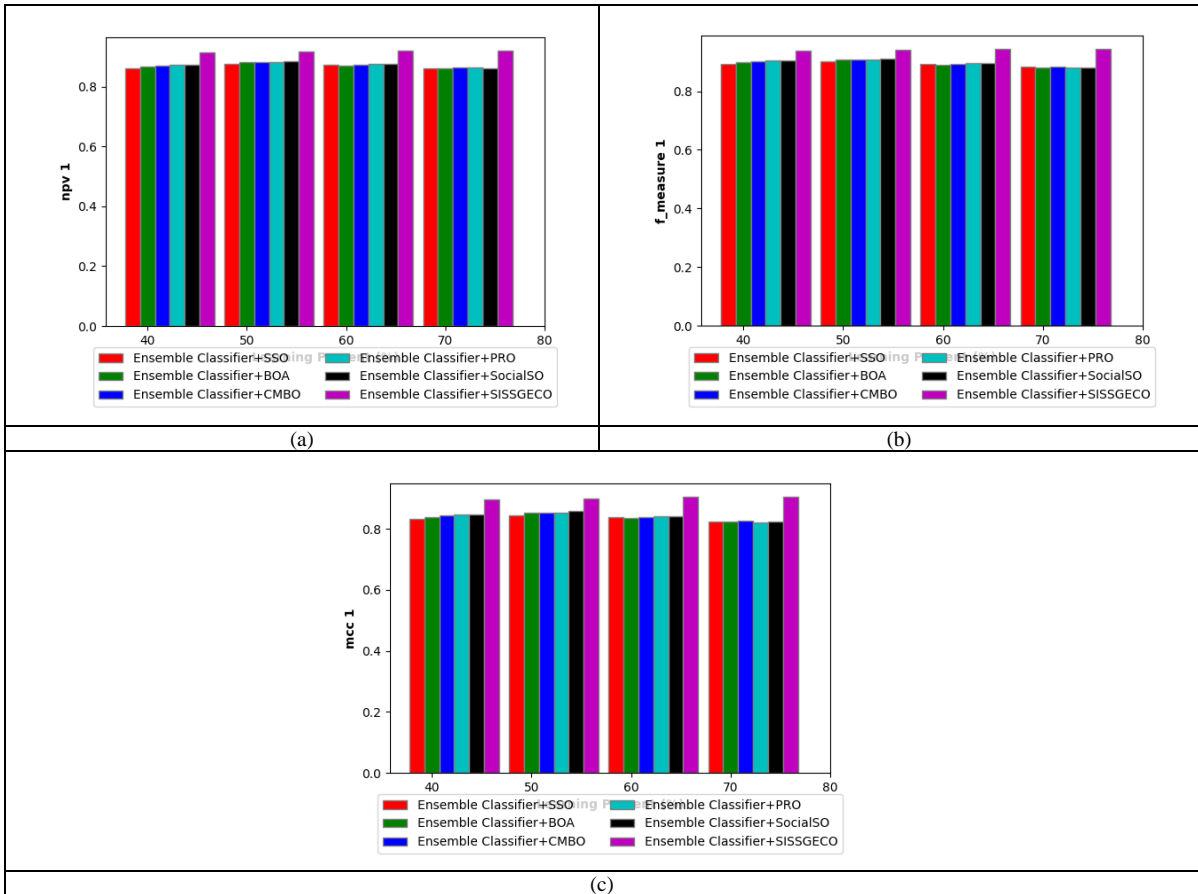 npv 1
0.8
0.6
0.4
0.2
0.0
40 50 60 70 80
Ensemble Classifier+SSO
Ensemble Classifier+BOA
Ensemble Classifier+CMBO
Ensemble Classifier+PRO
Ensemble Classifier+SocialSO
Ensemble Classifier+SISSGECO
(a)
f_measure 1
0.8
0.6
0.4
0.2
0.0
40 50 60 70 80
Ensemble Classifier+SSO
Ensemble Classifier+BOA
Ensemble Classifier+CMBO
Ensemble Classifier+PRO
Ensemble Classifier+SocialSO
Ensemble Classifier+SISSGECO
(b)
mcc 1
0.8
0.6
0.4
0.2
0.0
40 50 60 70 80
Ensemble Classifier+SSO
Ensemble Classifier+BOA
Ensemble Classifier+CMBO
Ensemble Classifier+PRO
Ensemble Classifier+SocialSO
Ensemble Classifier+SISSGECO
(c)